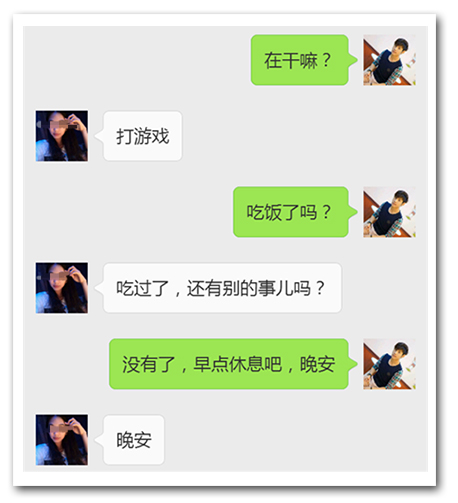 在干嘛？
打游戏
吃饭了吗？
吃过了，还有别的事儿吗？
没有了，早点休息吧，晚安
晚安